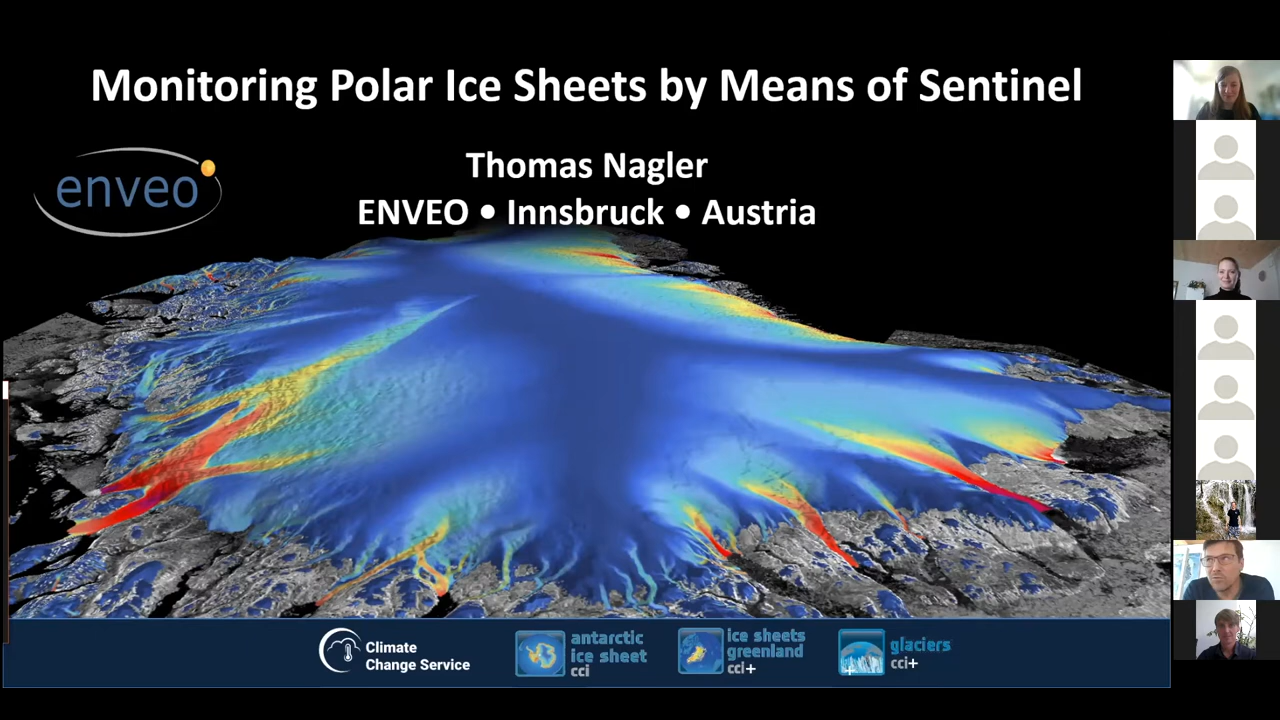 Monitoring Polar Ice Sheets by Means of Sentinel
enveo
Thomas Nagler
ENVEO • Innsbruck • Austria
Climate
Change Service
antarctic
ice sheet
cci
ice sheets
greenland
cci+
glaciers
cci+